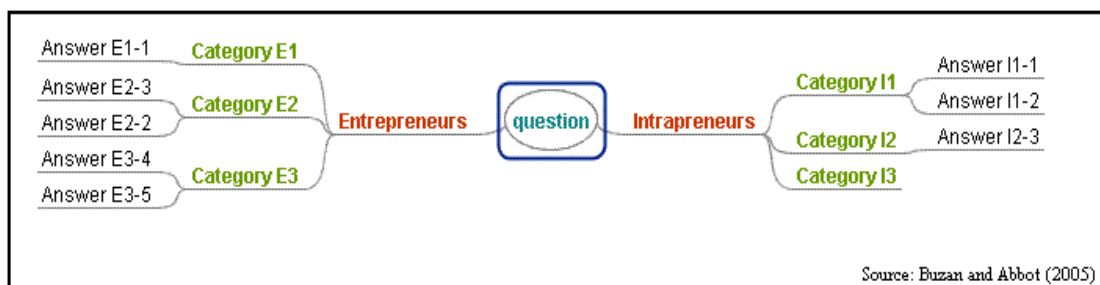 Answer E1-1
Category E1
Answer E2-3
Category E2
Answer E2-2
Answer E3-4
Category E3
Answer E3-5
Entrepreneurs
question
Intrapreneurs
Category I1
Answer I1-1
Answer I1-2
Category I2
Answer I2-3
Category I3
Source: Buzan and Abbot (2005)